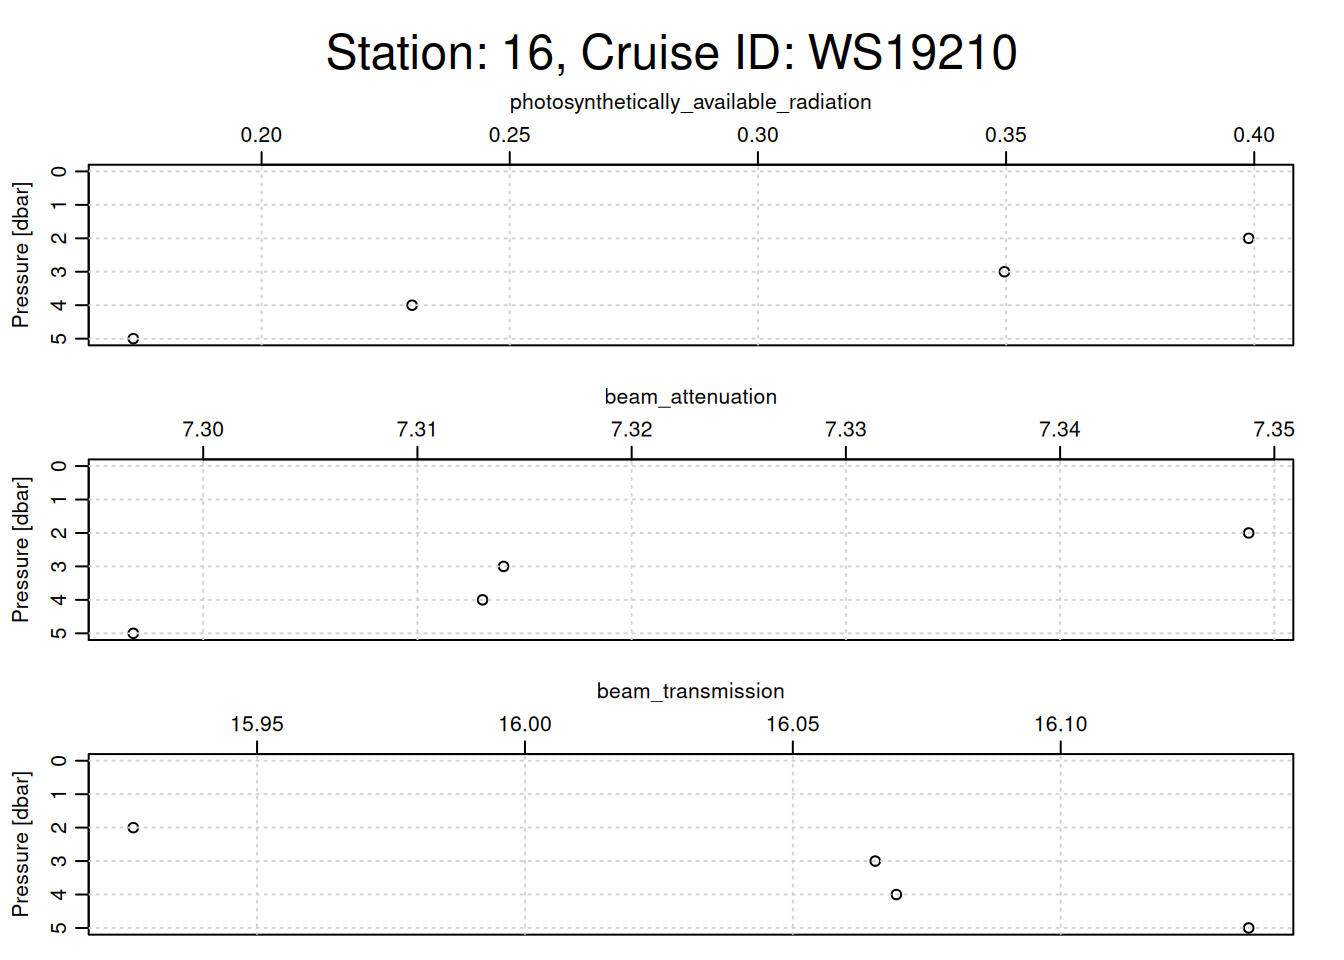 Station: 16, Cruise ID: WS19210
photosynthetically_available_radiation
0.20 0.25 0.30 0.35 0.40
Pressure [dbar]
0
1
2
3
4
5
beam_attenuation
7.30 7.31 7.32 7.33 7.34 7.35
Pressure [dbar]
0
1
2
3
4
5
beam_transmission
15.95 16.00 16.05 16.10
Pressure [dbar]
0
1
2
3
4
5